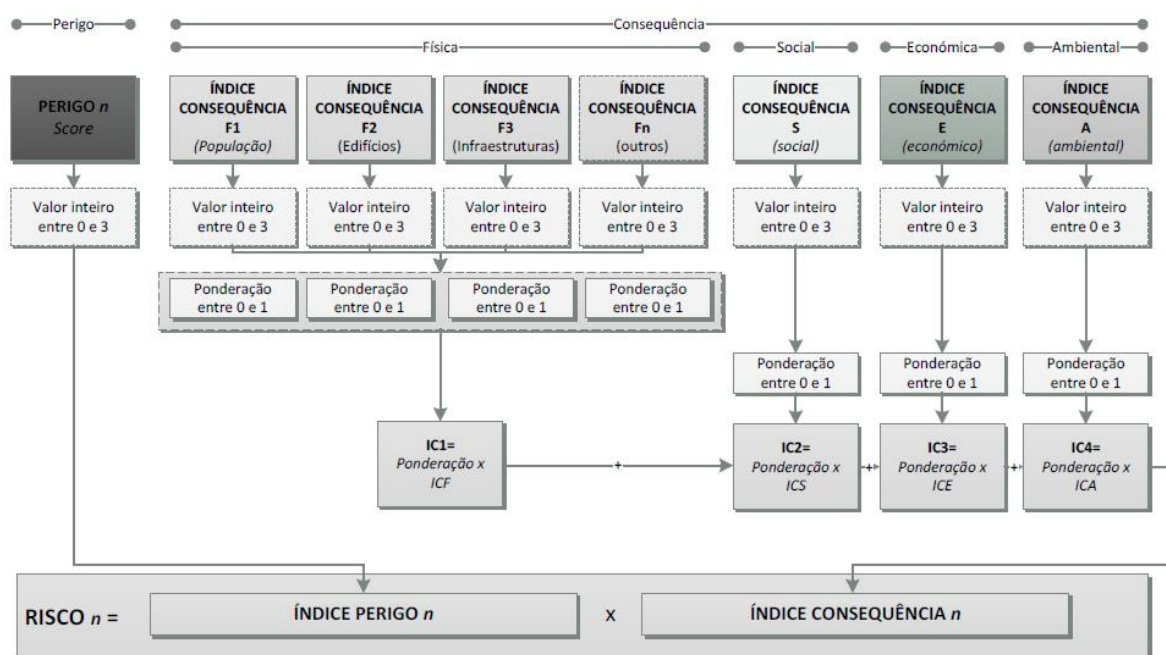 Perigo
Consequência
Física
Social
Económica
Ambiental
PERIGO n
Score
ÍNDICE
CONSEQUÊNCIA
F1
(População)
ÍNDICE
CONSEQUÊNCIA
F2
(Edifícios)
ÍNDICE
CONSEQUÊNCIA
F3
(Infraestruturas)
ÍNDICE
CONSEQUÊNCIA
Fn
(outros)
ÍNDICE
CONSEQUÊNCIA
S
(social)
ÍNDICE
CONSEQUÊNCIA
E
(económico)
ÍNDICE
CONSEQUÊNCIA
A
(ambiental)
Valor inteiro
entre 0 e 3
Valor inteiro
entre 0 e 3
Valor inteiro
entre 0 e 3
Valor inteiro
entre 0 e 3
Valor inteiro
entre 0 e 3
Valor inteiro
entre 0 e 3
Valor inteiro
entre 0 e 3
Valor inteiro
entre 0 e 3
Ponderação
entre 0 e 1
Ponderação
entre 0 e 1
Ponderação
entre 0 e 1
Ponderação
entre 0 e 1
Ponderação
entre 0 e 1
Ponderação
entre 0 e 1
Ponderação
entre 0 e 1
IC1=
Ponderação x
ICF
+
IC2=
Ponderação x
ICS
+
IC3=
Ponderação x
ICE
+
IC4=
Ponderação x
ICA
RISCO n =
ÍNDICE PERIGO n
x
ÍNDICE CONSEQUÊNCIA n